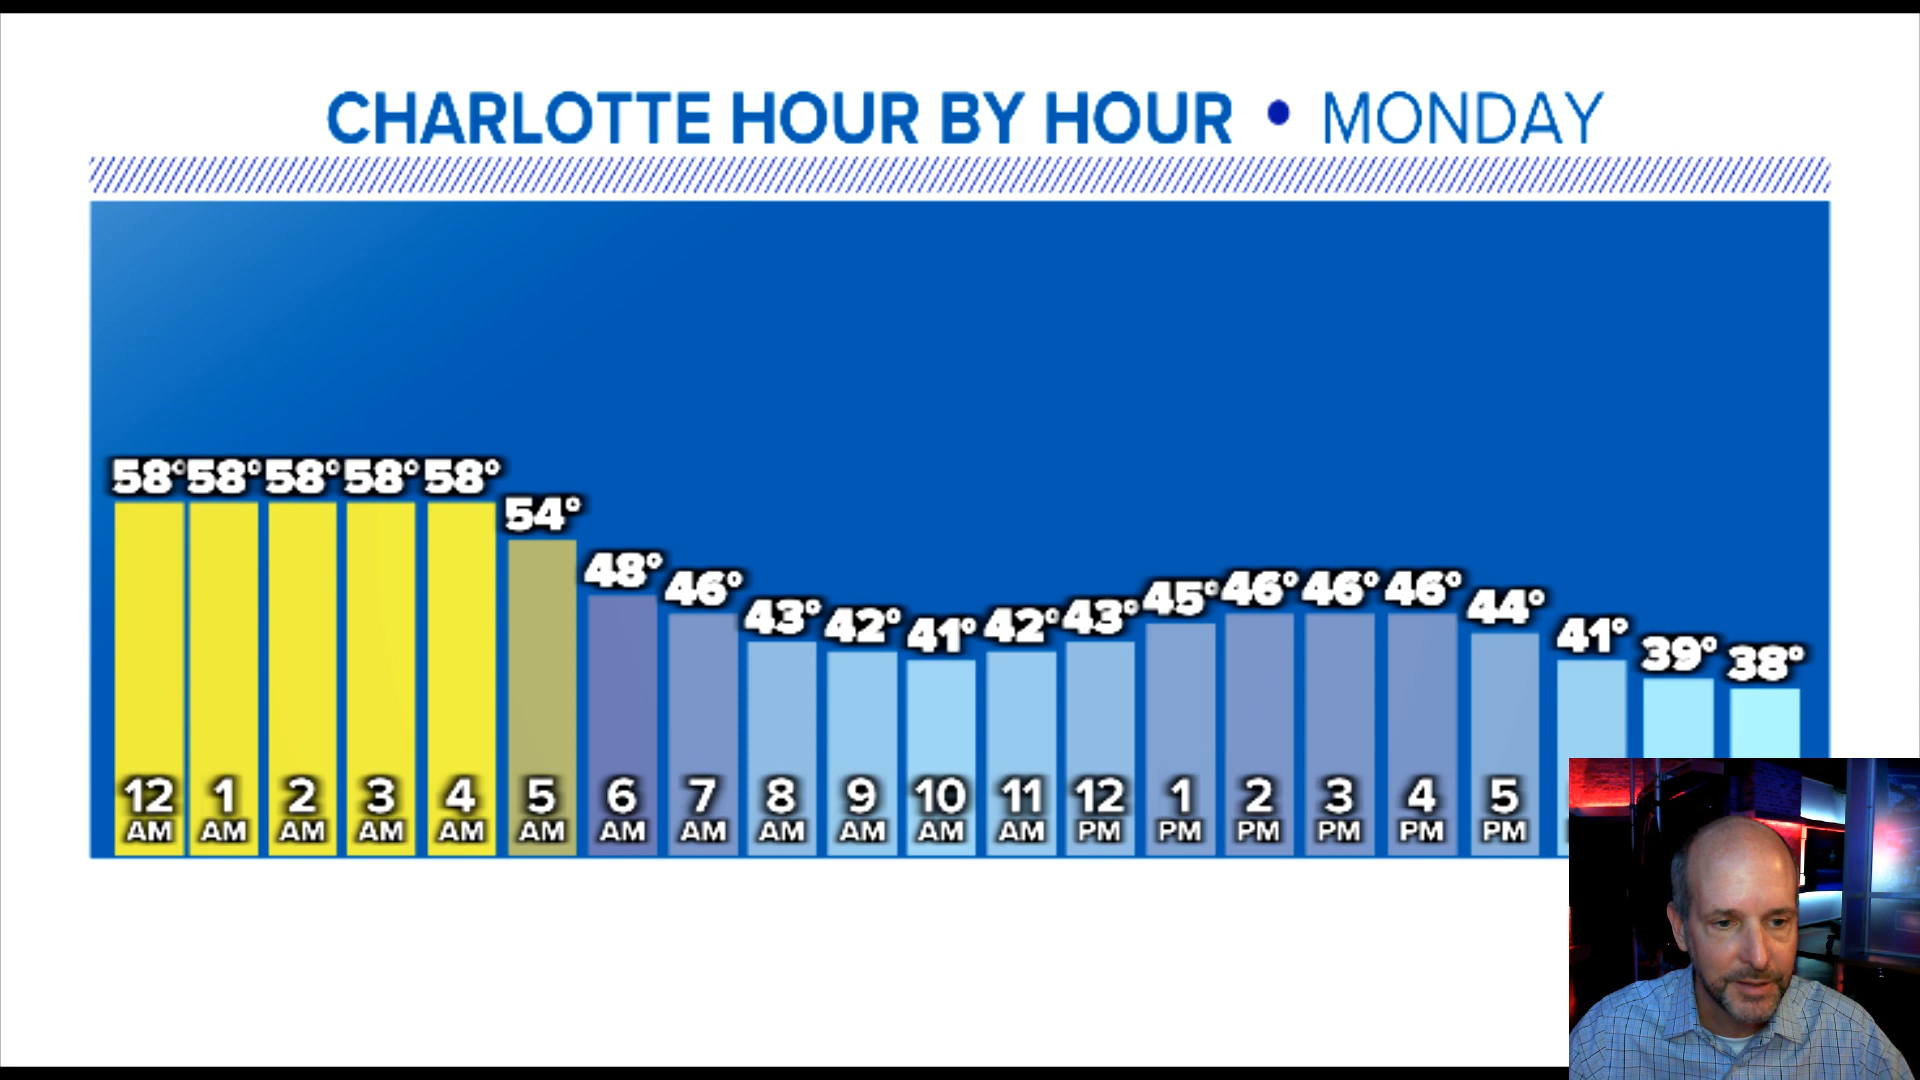 CHARLOTTE HOUR BY HOUR • MONDAY
58° 58° 58° 58° 58° 54° 48° 46° 43° 42° 41° 42° 43° 45° 46° 46° 46° 44° 41° 39° 38°
12 1 2 3 4 5 6 7 8 9 10 11 12 1 2 3 4 5
AM AM AM AM AM AM AM AM AM AM AM AM PM PM PM PM PM PM